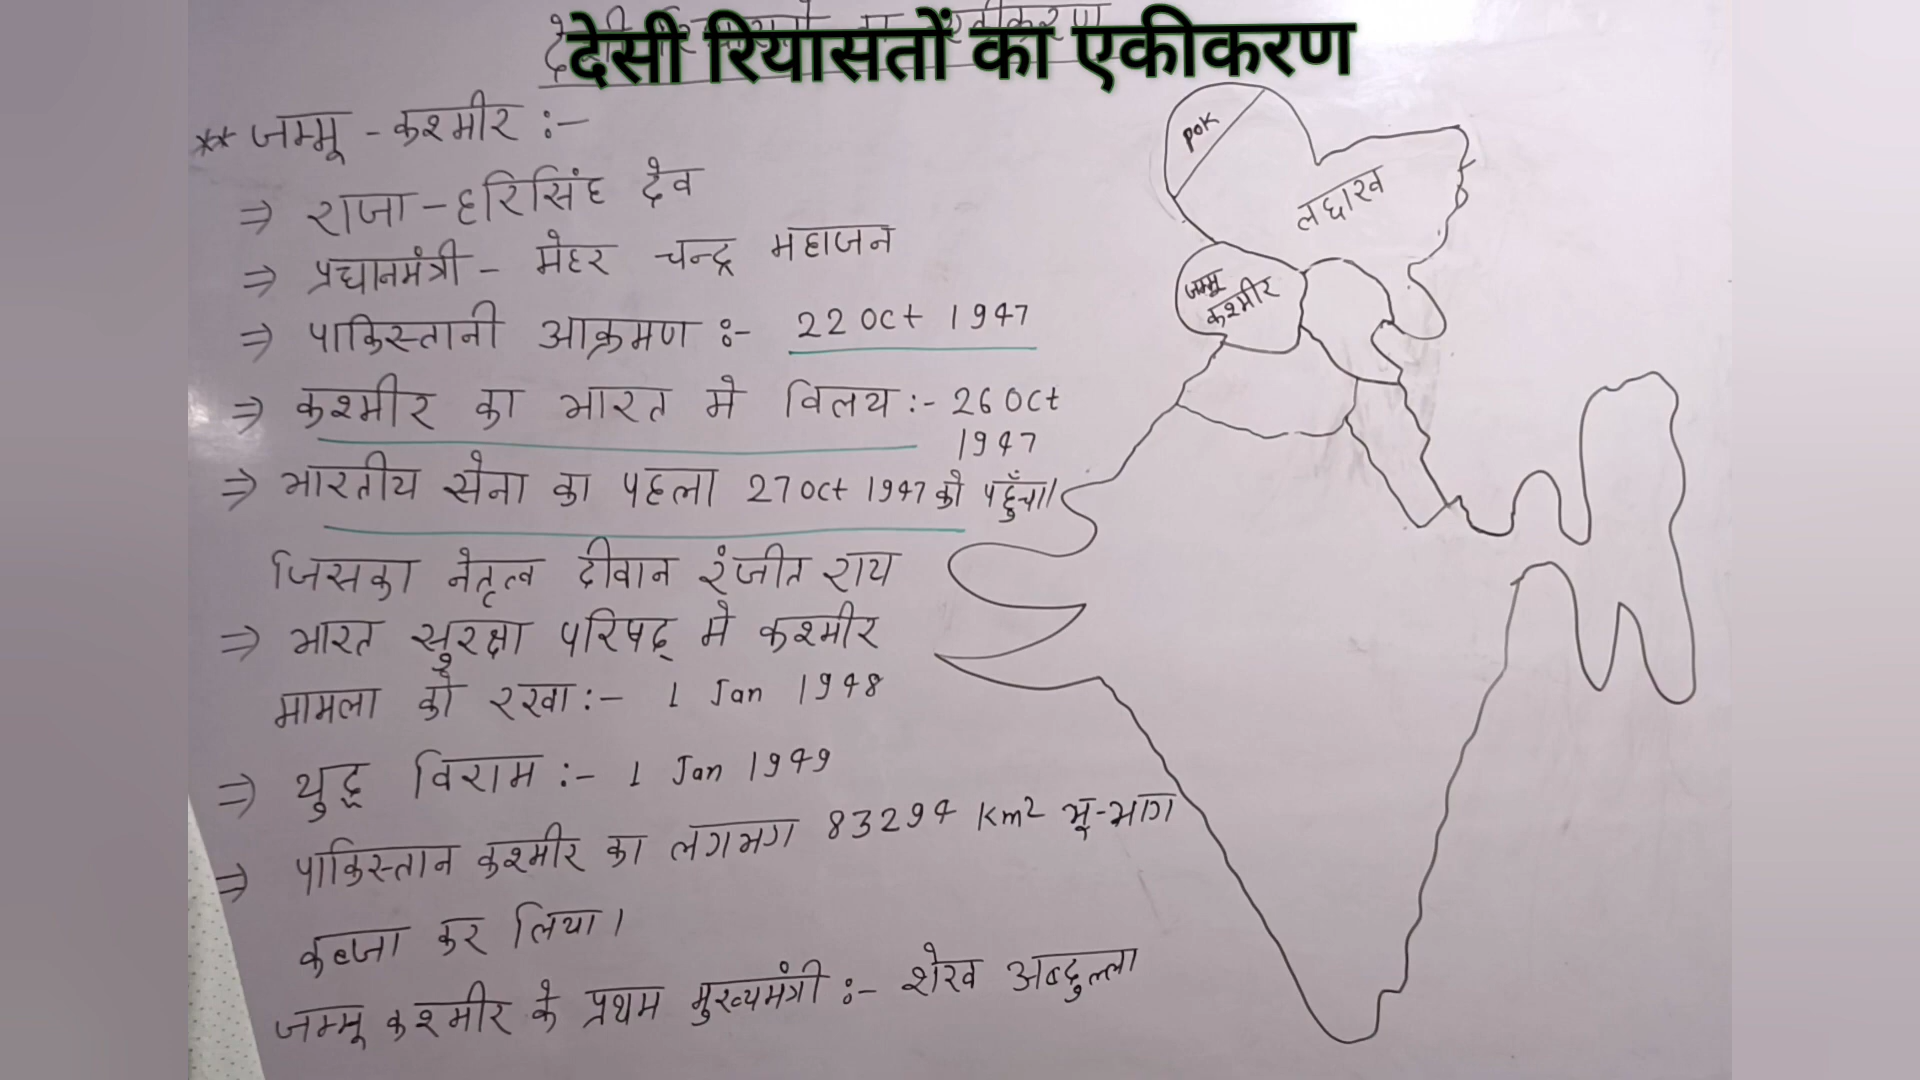 देसी रियासतों का एकीकरण
** जम्मू - कश्मीर :-
⇒ राजा - हरिसिंह देव
⇒ प्रधानमंत्री - मेहर चन्द्र महाजन
⇒ पाकिस्तानी आक्रमण :- 22 Oct 1947
⇒ कश्मीर का भारत मे विलय :- 26 Oct
1947
⇒ भारतीय सेना का पहला 27 Oct 1947 को पहुँचा।
जिसका नेतृत्व दीवान रंजीत राय
⇒ भारत सुरक्षा परिषद् मे कश्मीर
मामला को रखा :- 1 Jan 1948
⇒ युद्ध विराम :- 1 Jan 1949
⇒ पाकिस्तान कश्मीर का लगभग 83294 Km2 भू-भाग
कब्जा कर लिया।
जम्मू कश्मीर के प्रथम मुख्यमंत्री :- शेख अब्दुल्ला
POK
लद्दाख
जम्मू
कश्मीर